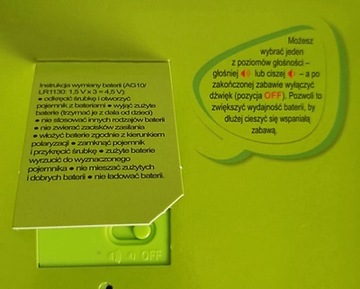 Instrukcja wymiany baterii (AG10/
LR1130: 1,5 V x 3 = 4,5 V):
● odkręcić śrubkę i otworzyć
pojemnik z bateriami ● wyjąć zużyte
baterie (trzymać je z dala od dzieci)
● nie stosować innych rodzajów baterii
● nie zwierać zacisków zasilania
● włożyć baterie zgodnie z kierunkiem
polaryzacji ● zamknąć pojemnik
i przykręcić śrubkę ● zużyte baterie
wyrzucić do wyznaczonego
pojemnika ● nie mieszać zużytych
i dobrych baterii ● nie ładować baterii.
Możesz
wybrać jeden
z poziomów głośności –
głośniej lub ciszej – a po
zakończonej zabawie wyłączyć
dźwięk (pozycja OFF). Pozwoli to
zwiększyć wydajność baterii, by
dłużej cieszyć się wspaniałą
zabawą.
OFF